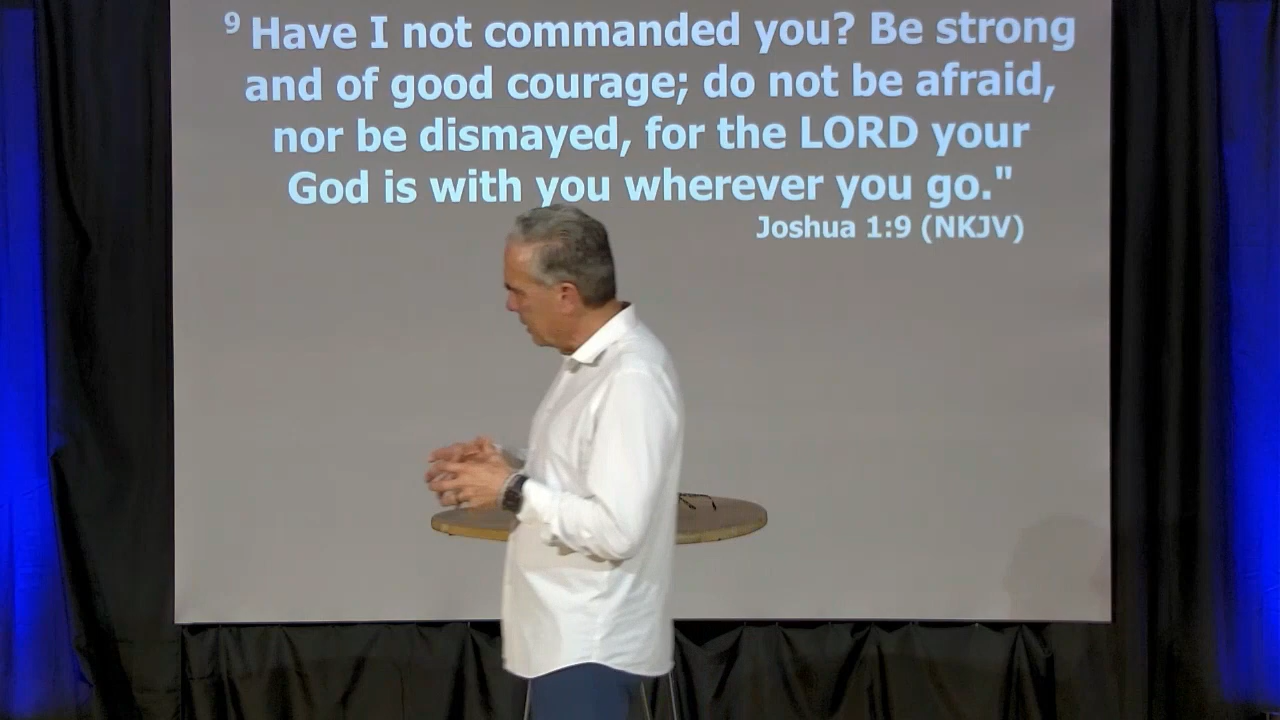 9 Have I not commanded you? Be strong
and of good courage; do not be afraid,
nor be dismayed, for the LORD your
God is with you wherever you go."
Joshua 1:9 (NKJV)